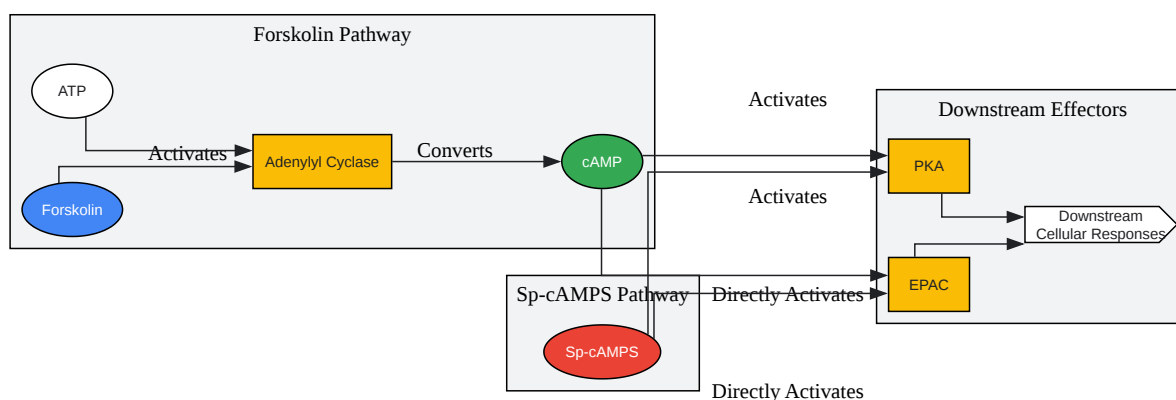 Forskolin Pathway
ATP
Activates
Forskolin
Adenylyl Cyclase
Converts
cAMP
Activates
Activates
Sp-cAMPS Pathway
Sp-cAMPS
Directly Activates
Directly Activates
Downstream Effectors
PKA
EPAC
Downstream
Cellular Responses